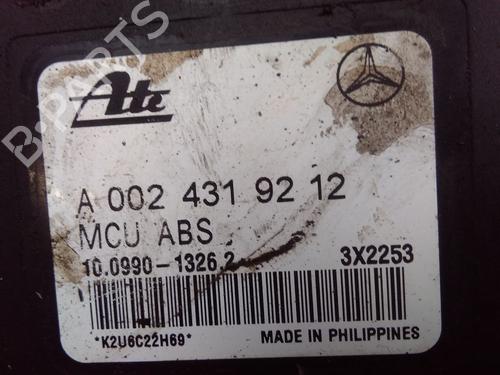 Ate
A 002 431 92 12
MCU ABS
10.0990-1326.2 3X2253
*K2U6C22H69* MADE IN PHILIPPINES
B-PARTS